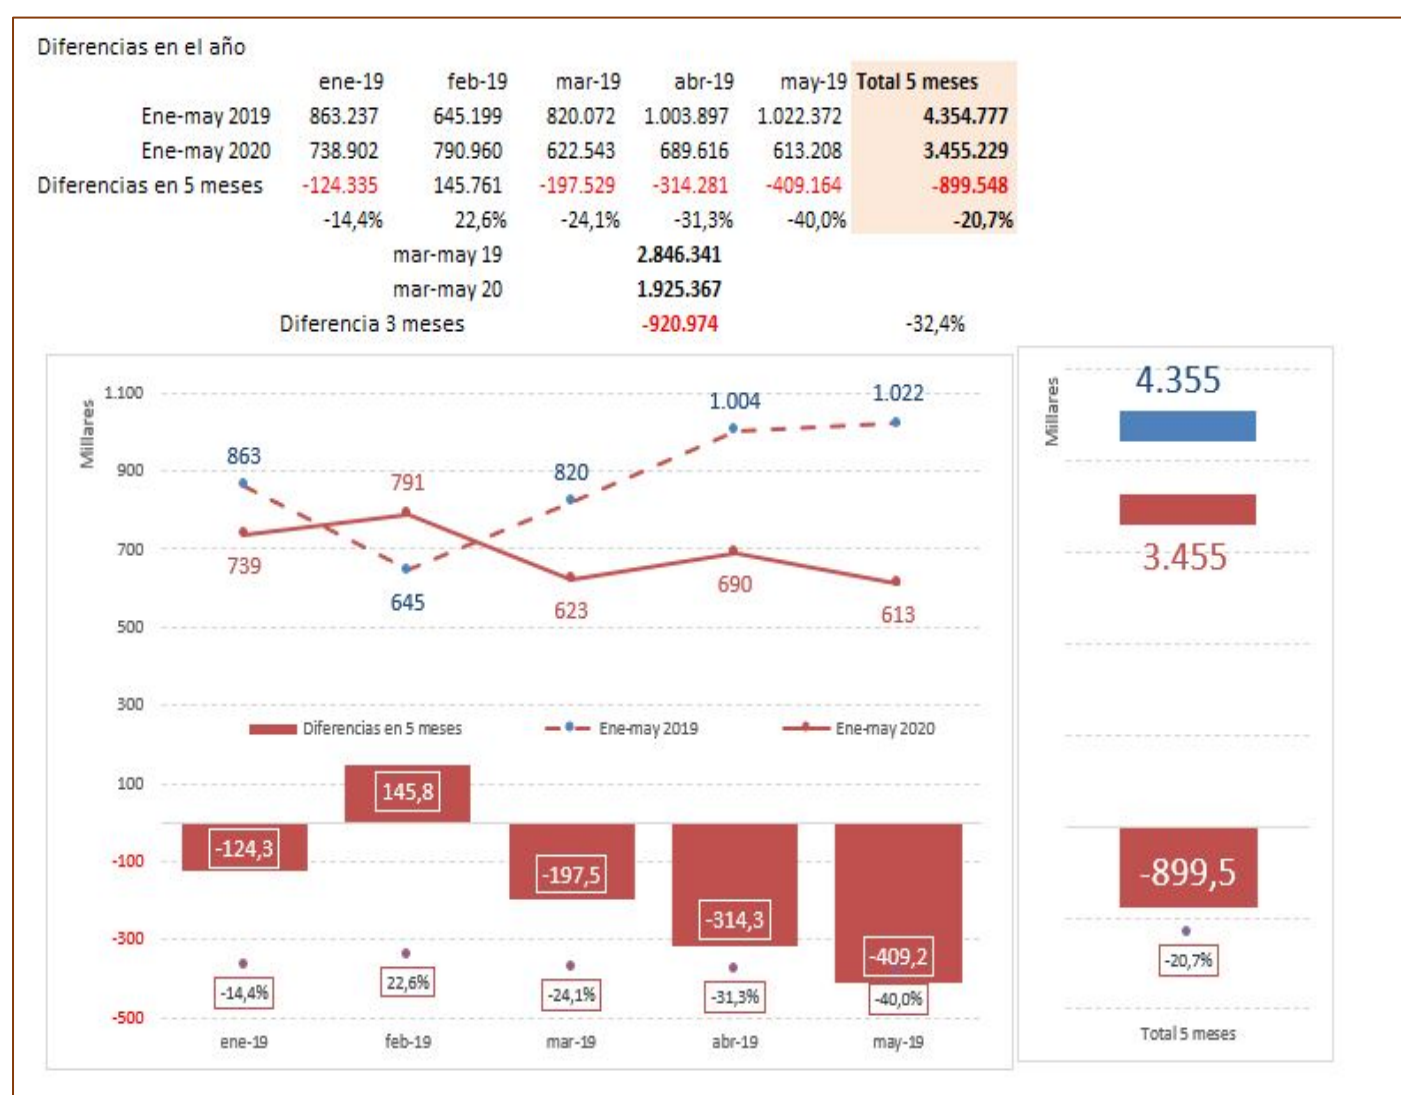 Diferencias en el año
ene-19 feb-19 mar-19 abr-19 may-19 Total 5 meses
Ene-may 2019 863.237 645.199 820.072 1.003.897 1.022.372 4.354.777
Ene-may 2020 738.902 790.960 622.543 689.616 613.208 3.455.229
Diferencias en 5 meses -124.335 145.761 -197.529 -314.281 -409.164 -899.548
-14,4% 22,6% -24,1% -31,3% -40,0% -20,7%
mar-may 19 2.846.341
mar-may 20 1.925.367
Diferencia 3 meses -920.974 -32,4%
Millares
1.100
900
700
500
300
100
-100
-300
-500
863
645
820
1.004
1.022
739
791
623
690
613
Diferencias en 5 meses Ene-may 2019 Ene-may 2020
-124,3
145,8
-197,5
-314,3
-409,2
-14,4%
22,6%
-24,1%
-31,3%
-40,0%
ene-19 feb-19 mar-19 abr-19 may-19
Millares
4.355
3.455
-899,5
-20,7%
Total 5 meses